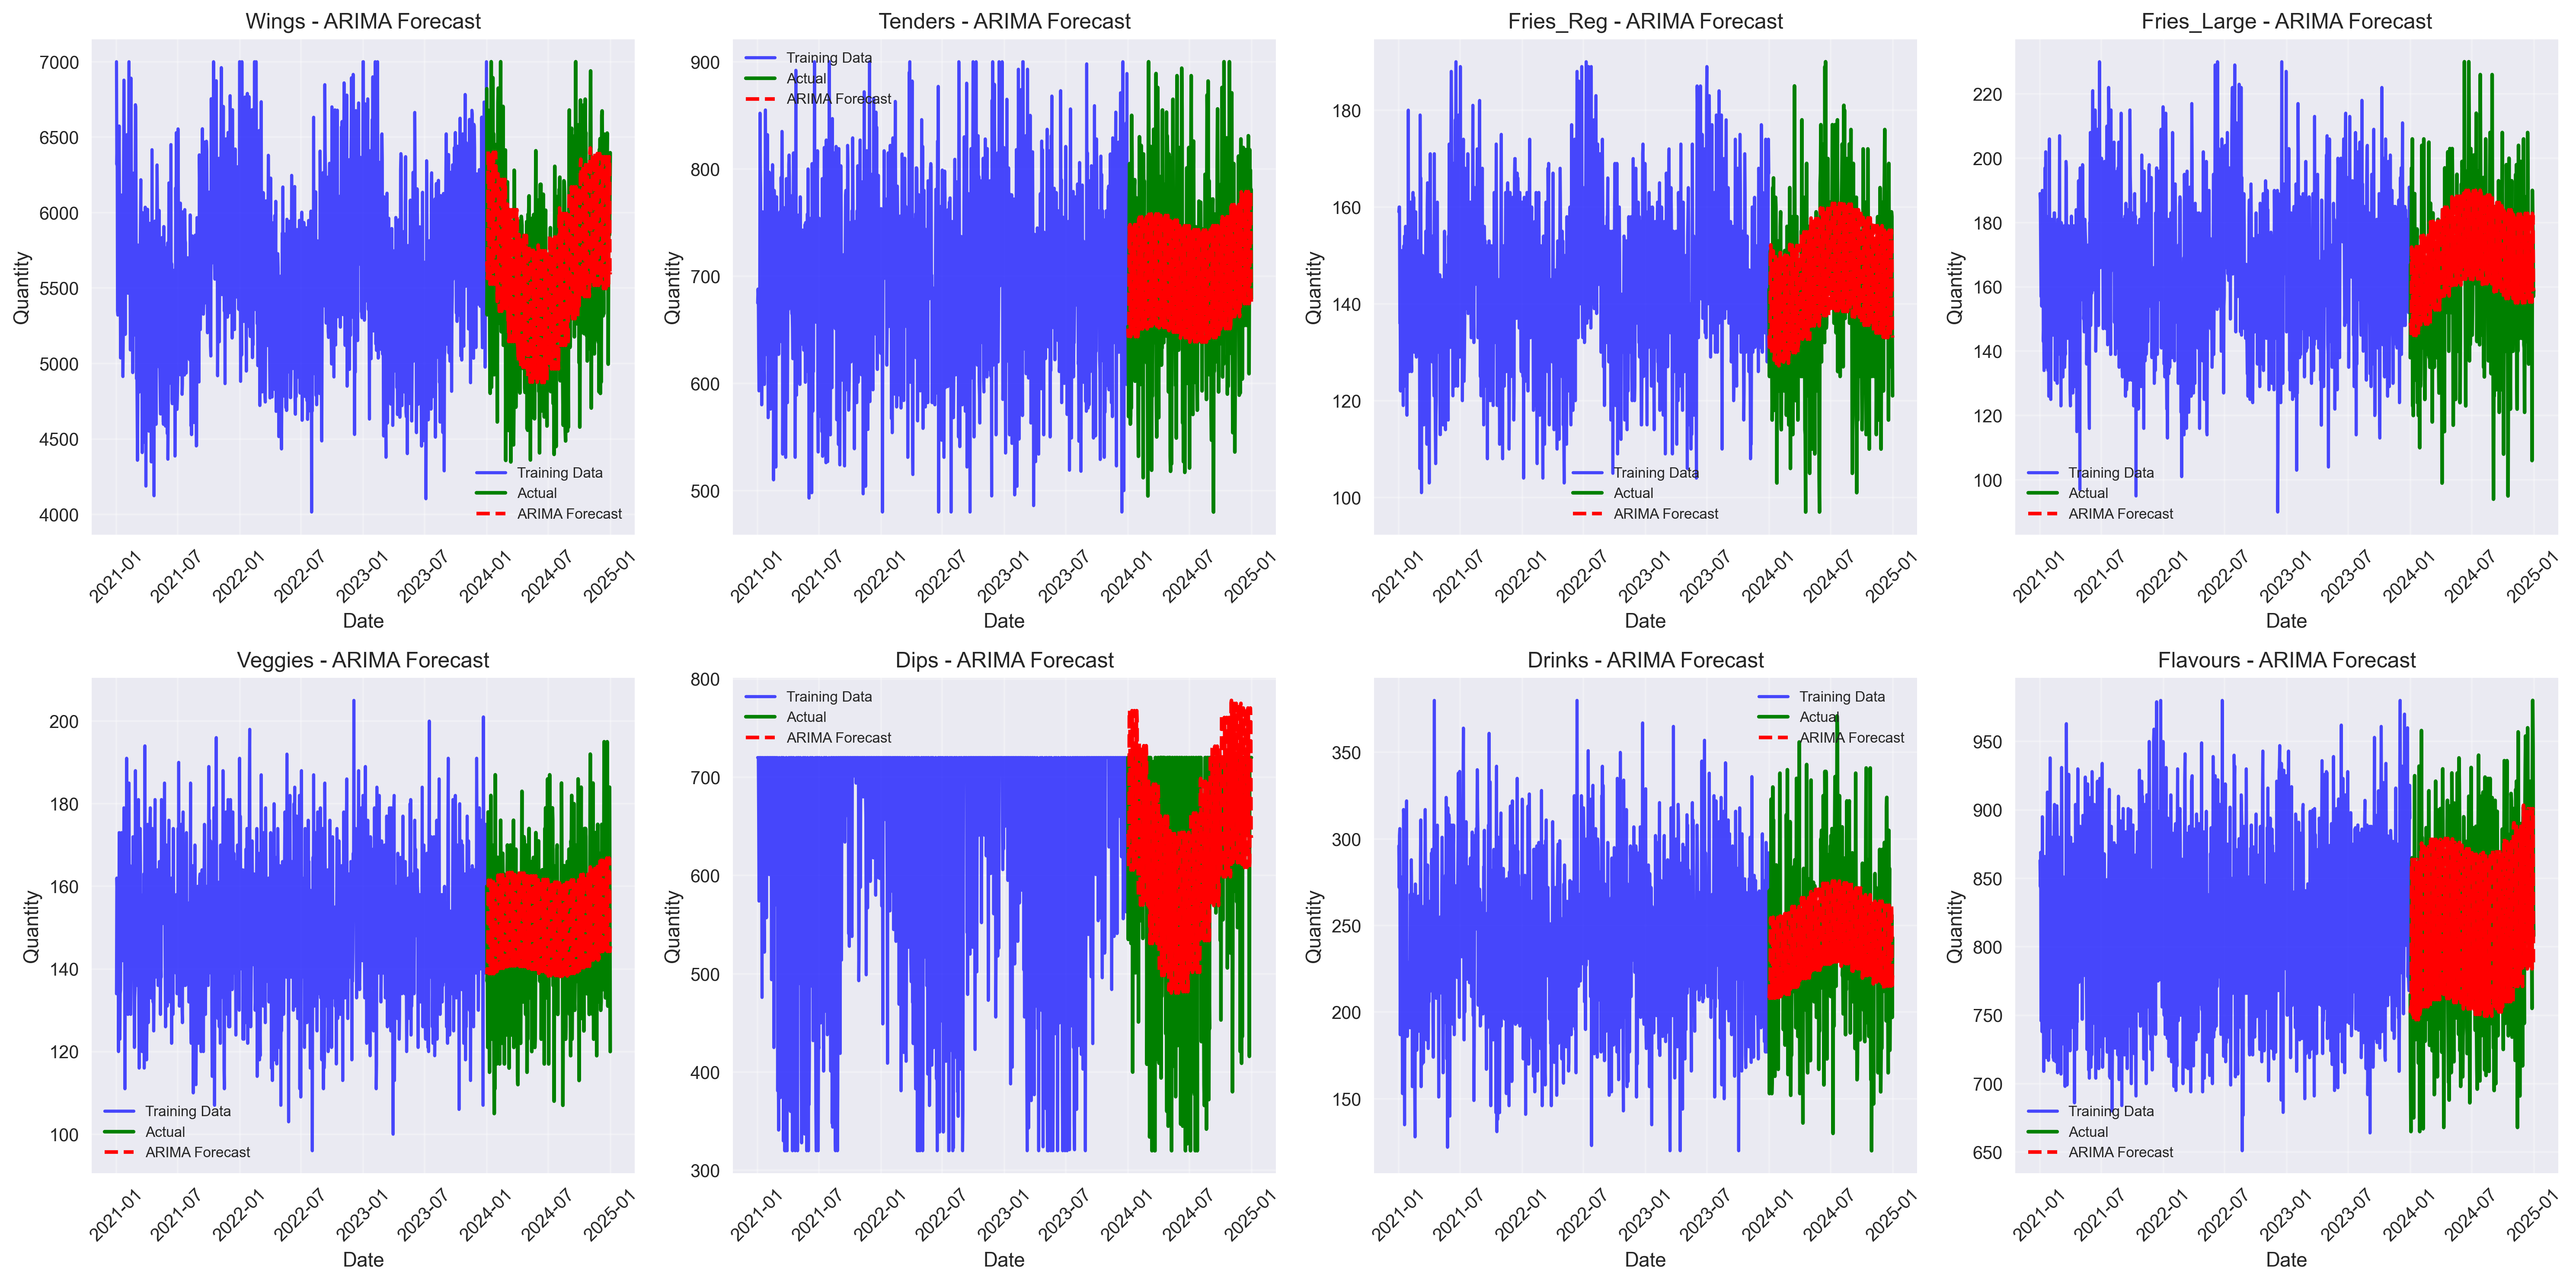 Wings - ARIMA Forecast
Quantity
7000
6500
6000
5500
5000
4500
4000
Training Data
Actual
ARIMA Forecast
2021-01
2021-07
2022-01
2022-07
2023-01
2023-07
2024-01
2024-07
2025-01
Date
Tenders - ARIMA Forecast
Quantity
900
800
700
600
500
Training Data
Actual
ARIMA Forecast
2021-01
2021-07
2022-01
2022-07
2023-01
2023-07
2024-01
2024-07
2025-01
Date
Fries_Reg - ARIMA Forecast
Quantity
180
160
140
120
100
Training Data
Actual
ARIMA Forecast
2021-01
2021-07
2022-01
2022-07
2023-01
2023-07
2024-01
2024-07
2025-01
Date
Fries_Large - ARIMA Forecast
Quantity
220
200
180
160
140
120
100
Training Data
Actual
ARIMA Forecast
2021-01
2021-07
2022-01
2022-07
2023-01
2023-07
2024-01
2024-07
2025-01
Date
Veggies - ARIMA Forecast
Quantity
200
180
160
140
120
100
Training Data
Actual
ARIMA Forecast
2021-01
2021-07
2022-01
2022-07
2023-01
2023-07
2024-01
2024-07
2025-01
Date
Dips - ARIMA Forecast
Quantity
800
700
600
500
400
300
Training Data
Actual
ARIMA Forecast
2021-01
2021-07
2022-01
2022-07
2023-01
2023-07
2024-01
2024-07
2025-01
Date
Drinks - ARIMA Forecast
Quantity
350
300
250
200
150
Training Data
Actual
ARIMA Forecast
2021-01
2021-07
2022-01
2022-07
2023-01
2023-07
2024-01
2024-07
2025-01
Date
Flavours - ARIMA Forecast
Quantity
950
900
850
800
750
700
650
Training Data
Actual
ARIMA Forecast
2021-01
2021-07
2022-01
2022-07
2023-01
2023-07
2024-01
2024-07
2025-01
Date